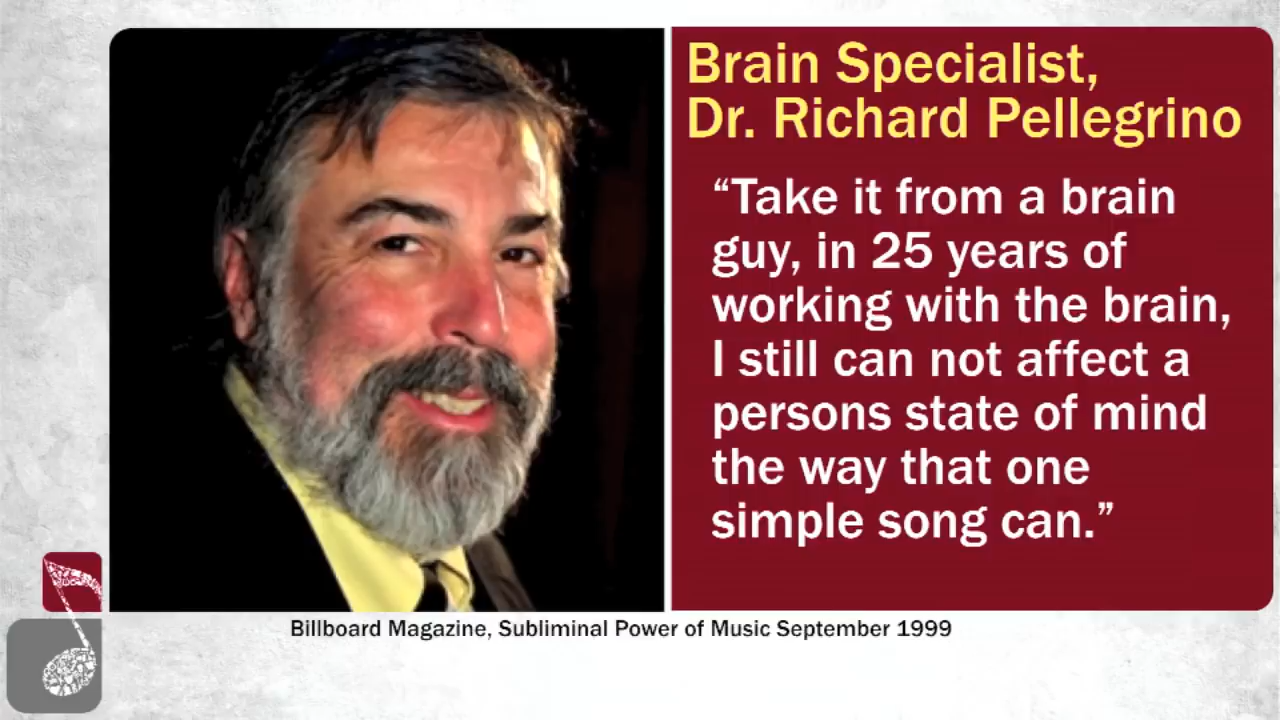 Brain Specialist,
Dr. Richard Pellegrino
“Take it from a brain
guy, in 25 years of
working with the brain,
I still can not affect a
persons state of mind
the way that one
simple song can.”
Billboard Magazine, Subliminal Power of Music September 1999